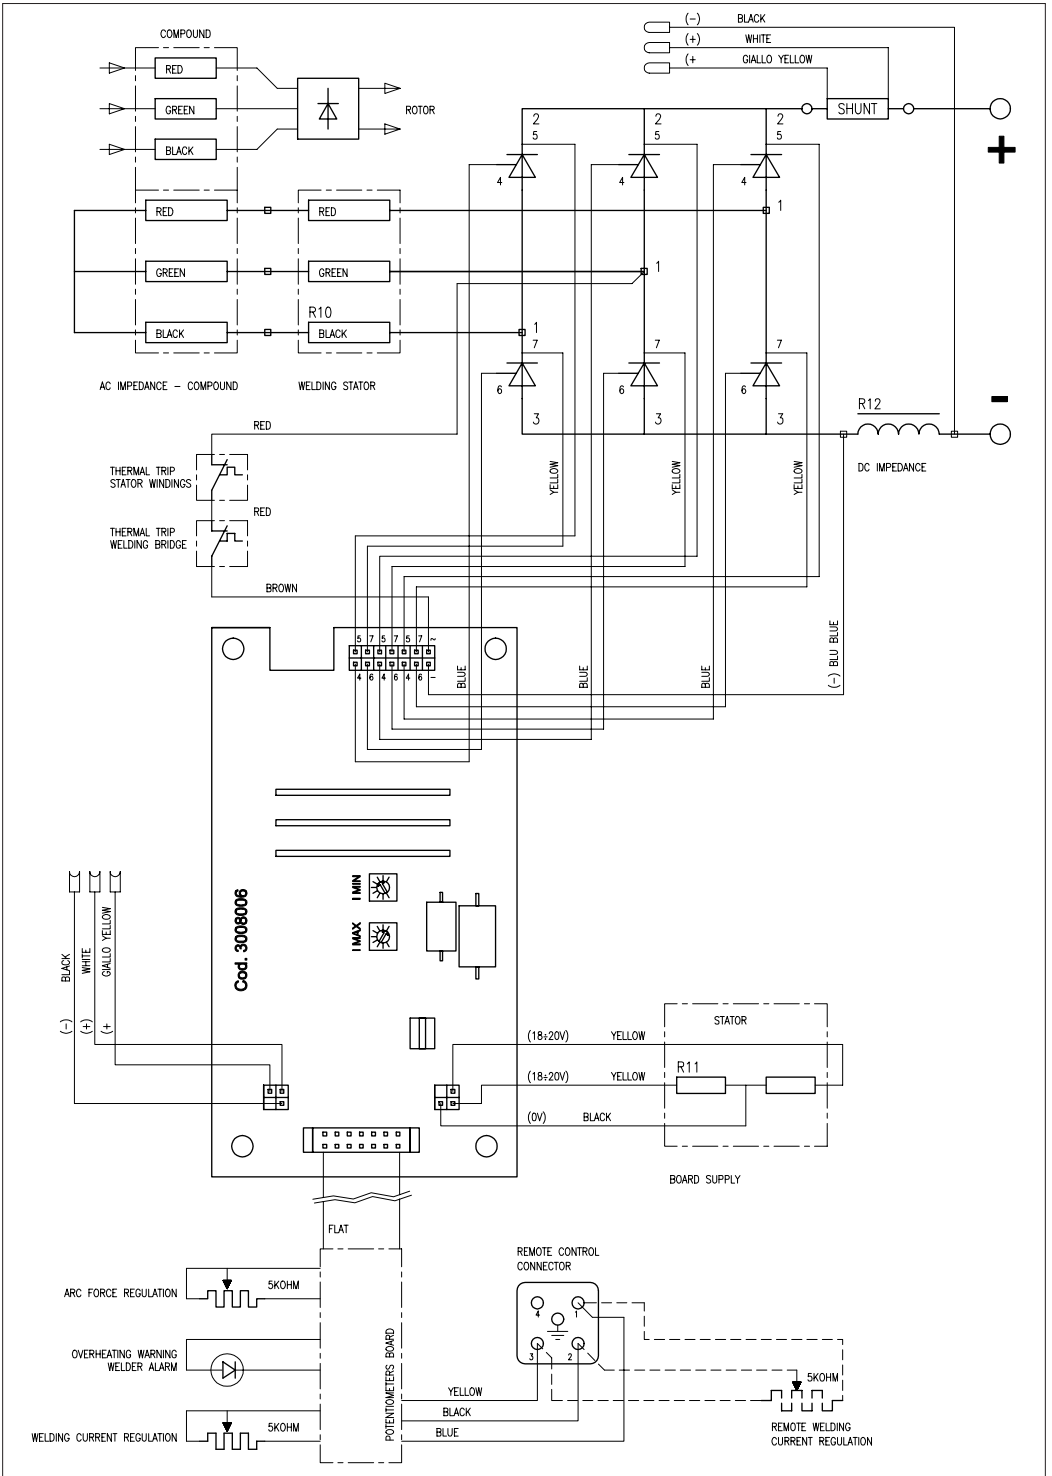 (-) BLACK
COMPOUND
(+) WHITE
(+ GIALLO YELLOW
RED
GREEN
ROTOR
SHUNT
BLACK
2 2 2
5 5 5
+
4 4 4
RED RED
1
GREEN GREEN
1
R10
BLACK BLACK
1
7 7 7
AC IMPEDANCE - COMPOUND
WELDING STATOR
6 6 6
-
R12
3 3 3
RED
DC IMPEDANCE
THERMAL TRIP
STATOR WINDINGS
YELLOW YELLOW YELLOW
RED
THERMAL TRIP
WELDING BRIDGE
BROWN
5 7 5 7 5 7 ~
4 6 4 6 4 6 -
BLUE BLUE BLUE
(-) BLU BLUE
I MIN
I MAX
Cod. 3008006
(-) BLACK
(+) WHITE
(+ GIALLO YELLOW
STATOR
(18÷20V) YELLOW
R11
(18÷20V) YELLOW
(0V) BLACK
BOARD SUPPLY
FLAT
REMOTE CONTROL
CONNECTOR
5KOHM
ARC FORCE REGULATION
4 1
3 2
POTENTIOMETERS BOARD
OVERHEATING WARNING
WELDER ALARM
5KOHM
YELLOW
BLACK
BLUE
5KOHM
WELDING CURRENT REGULATION
REMOTE WELDING
CURRENT REGULATION